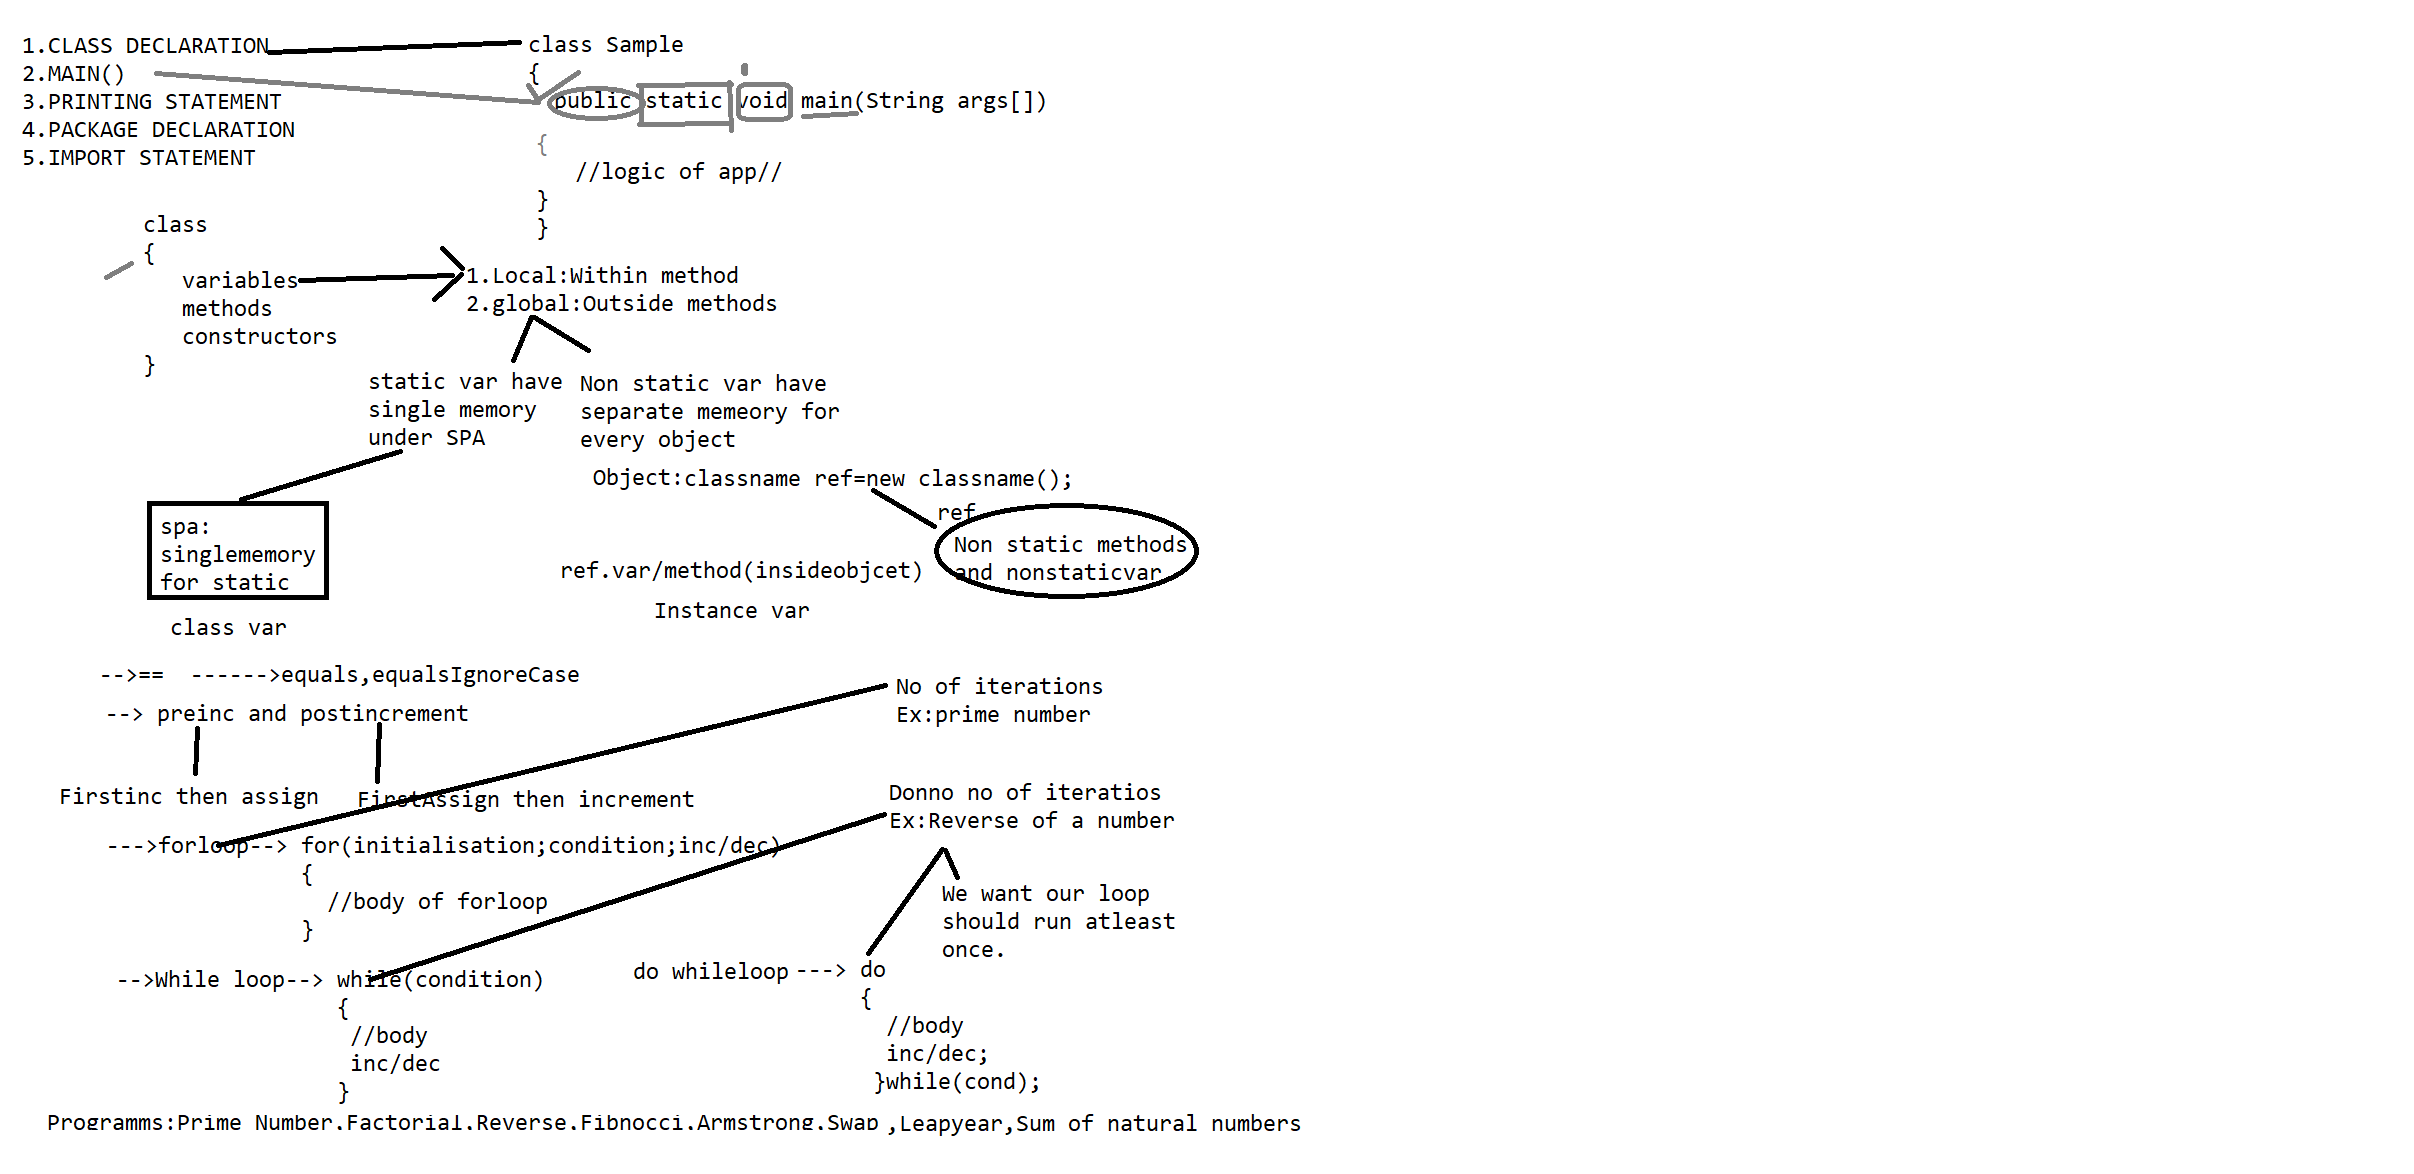 1.CLASS DECLARATION
2.MAIN()
3.PRINTING STATEMENT
4.PACKAGE DECLARATION
5.IMPORT STATEMENT
class Sample
{
public static void main(String args[])
{
//logic of app//
}
}
class
{
variables
methods
constructors
}
1.Local:Within method
2.global:Outside methods
static var have
single memory
under SPA
Non static var have
separate memeory for
every object
Object:classname ref=new classname();
ref
Non static methods
and nonstaticvar
ref.var/method(insideobjcet)
Instance var
spa:
singlememory
for static
class var
-->== ------>equals,equalsIgnoreCase
--> preinc and postincrement
Firstinc then assign
FirstAssign then increment
No of iterations
Ex:prime number
--->forloop--> for(initialisation;condition;inc/dec)
{
//body of forloop
}
Donno no of iteratios
Ex:Reverse of a number
We want our loop
should run atleast
once.
-->While loop--> while(condition)
{
//body
inc/dec
}
do whileloop ---> do
{
//body
inc/dec;
}while(cond);
Programms:Prime Number,Factorial,Reverse,Fibnocci,Armstrong,Swap ,Leapyear,Sum of natural numbers